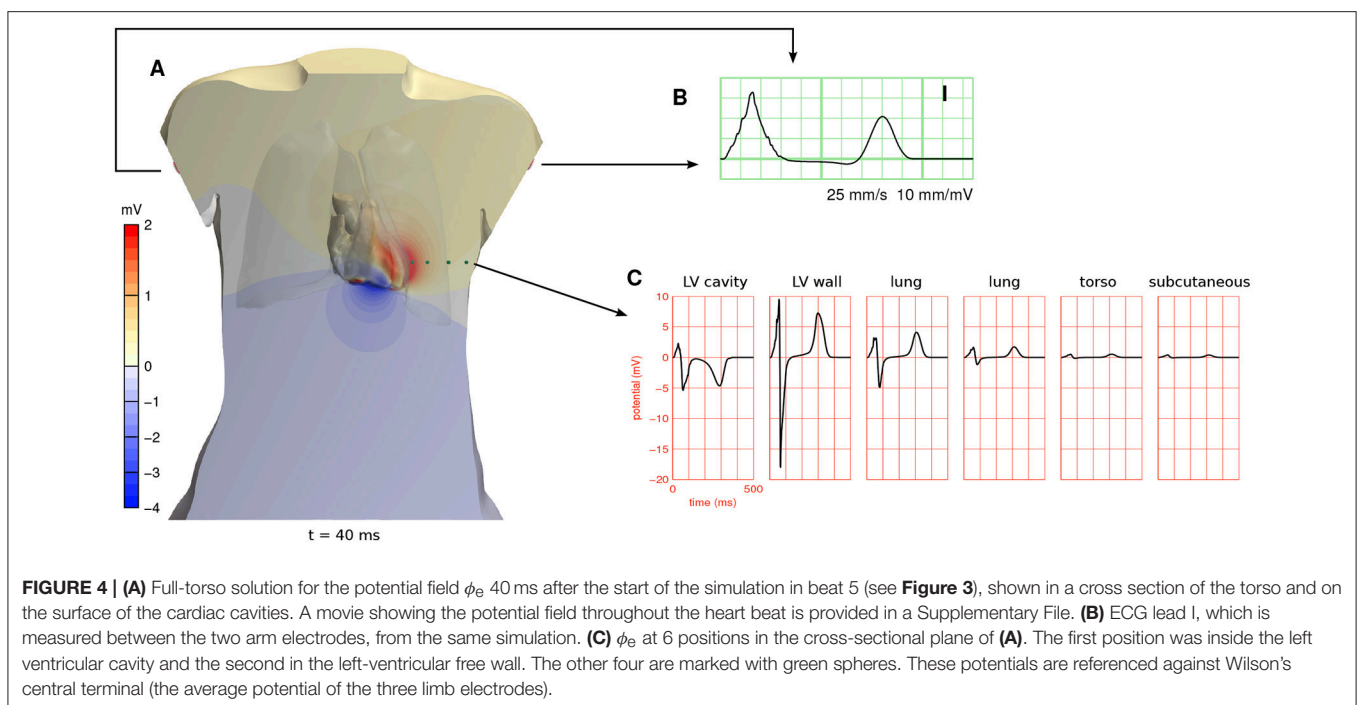 A
B
I
mV
2
1
0
−1
−2
−3
−4
t = 40 ms
25 mm/s 10 mm/mV
C
LV cavity LV wall lung lung torso subcutaneous
10
5
0
−5
−10
−15
−20
potential (mV)
0 500
time (ms)
FIGURE 4 | (A) Full-torso solution for the potential field ϕe 40 ms after the start of the simulation in beat 5 (see Figure 3), shown in a cross section of the torso and on
the surface of the cardiac cavities. A movie showing the potential field throughout the heart beat is provided in a Supplementary File. (B) ECG lead I, which is
measured between the two arm electrodes, from the same simulation. (C) ϕe at 6 positions in the cross-sectional plane of (A). The first position was inside the left
ventricular cavity and the second in the left-ventricular free wall. The other four are marked with green spheres. These potentials are referenced against Wilson's
central terminal (the average potential of the three limb electrodes).